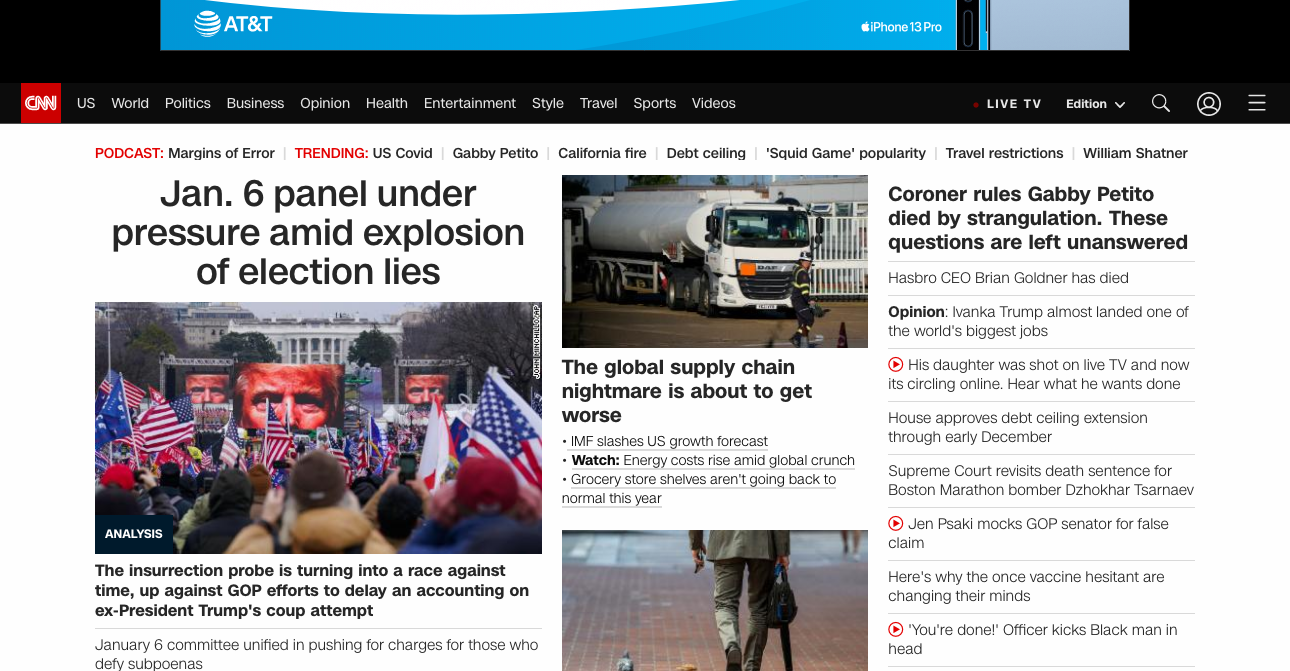 AT&T
iPhone 13 Pro
CNN US World Politics Business Opinion Health Entertainment Style Travel Sports Videos LIVE TV Edition
PODCAST: Margins of Error | TRENDING: US Covid | Gabby Petito | California fire | Debt ceiling | 'Squid Game' popularity | Travel restrictions | William Shatner
Jan. 6 panel under
pressure amid explosion
of election lies
JOHN MINCHILLO/AP
ANALYSIS
The insurrection probe is turning into a race against
time, up against GOP efforts to delay an accounting on
ex-President Trump's coup attempt
January 6 committee unified in pushing for charges for those who
defy subpoenas
DAF
The global supply chain
nightmare is about to get
worse
• IMF slashes US growth forecast
• Watch: Energy costs rise amid global crunch
• Grocery store shelves aren't going back to
normal this year
Coroner rules Gabby Petito
died by strangulation. These
questions are left unanswered
Hasbro CEO Brian Goldner has died
Opinion: Ivanka Trump almost landed one of
the world's biggest jobs
His daughter was shot on live TV and now
its circling online. Hear what he wants done
House approves debt ceiling extension
through early December
Supreme Court revisits death sentence for
Boston Marathon bomber Dzhokhar Tsarnaev
Jen Psaki mocks GOP senator for false
claim
Here's why the once vaccine hesitant are
changing their minds
'You're done!' Officer kicks Black man in
head